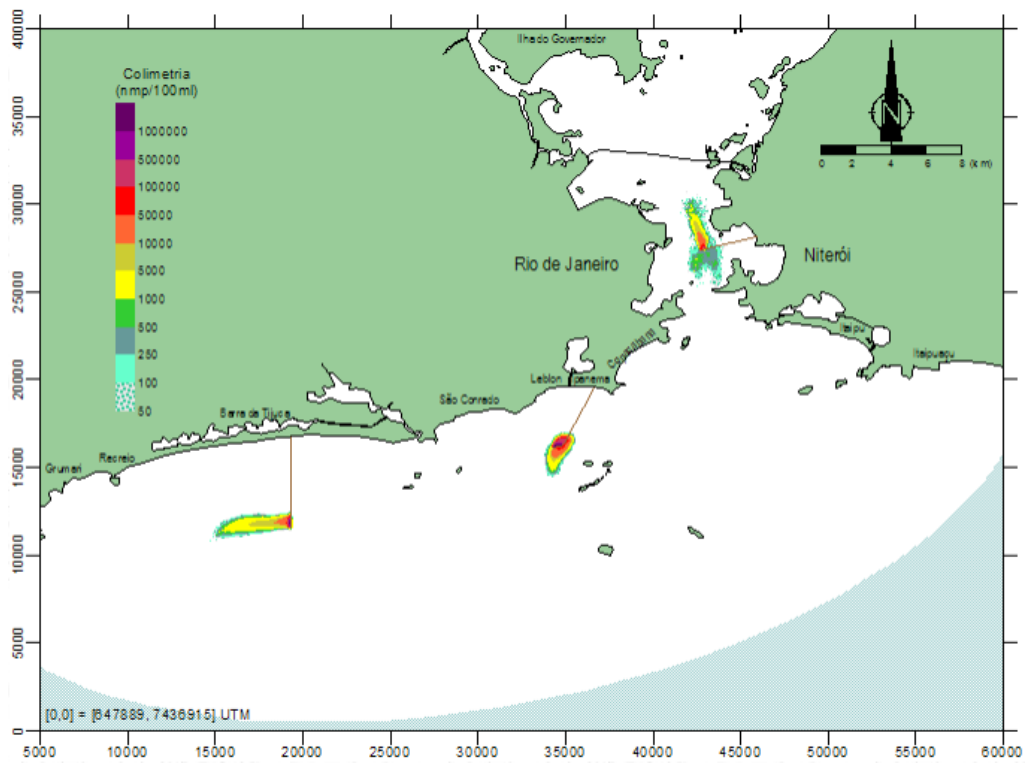 40000
35000
30000
25000
20000
15000
10000
5000
0
Colimetria
(nmp/100ml)
1000000
500000
100000
50000
10000
5000
1000
500
250
100
50
Ilha do Governador
N
0 2 4 6 8 (km)
Rio de Janeiro
Niterói
Copacabana
Itaipu
Itaipuaçu
Leblon Ipanema
São Conrado
Barra da Tijuca
Recreio
Grumari
[0,0] = [647889, 7436915] UTM
5000 10000 15000 20000 25000 30000 35000 40000 45000 50000 55000 60000